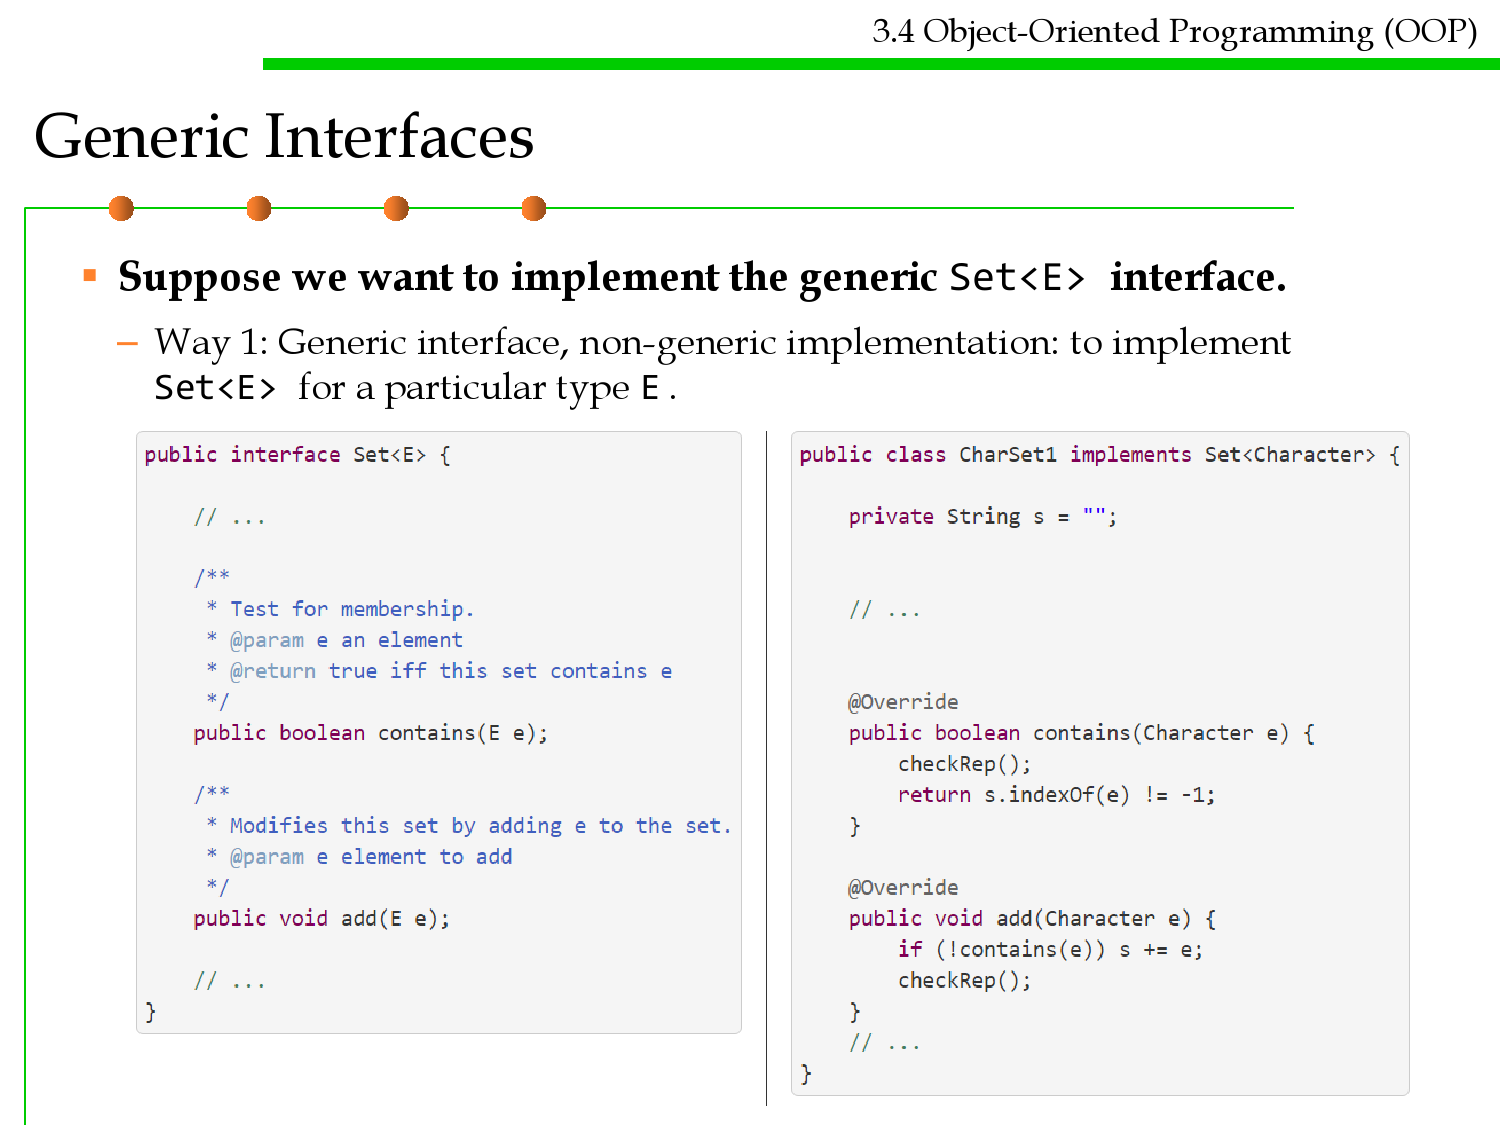 3.4 Object-Oriented Programming (OOP)
Generic Interfaces
▪ Suppose we want to implement the generic Set<E> interface.
– Way 1: Generic interface, non-generic implementation: to implement
Set<E> for a particular type E .
public interface Set<E> {
    // ...
    /**
     * Test for membership.
     * @param e an element
     * @return true iff this set contains e
     */
    public boolean contains(E e);
    /**
     * Modifies this set by adding e to the set.
     * @param e element to add
     */
    public void add(E e);
    // ...
}
public class CharSet1 implements Set<Character> {
    private String s = "";
    // ...
    @Override
    public boolean contains(Character e) {
        checkRep();
        return s.indexOf(e) != -1;
    }
    @Override
    public void add(Character e) {
        if (!contains(e)) s += e;
        checkRep();
    }
    // ...
}